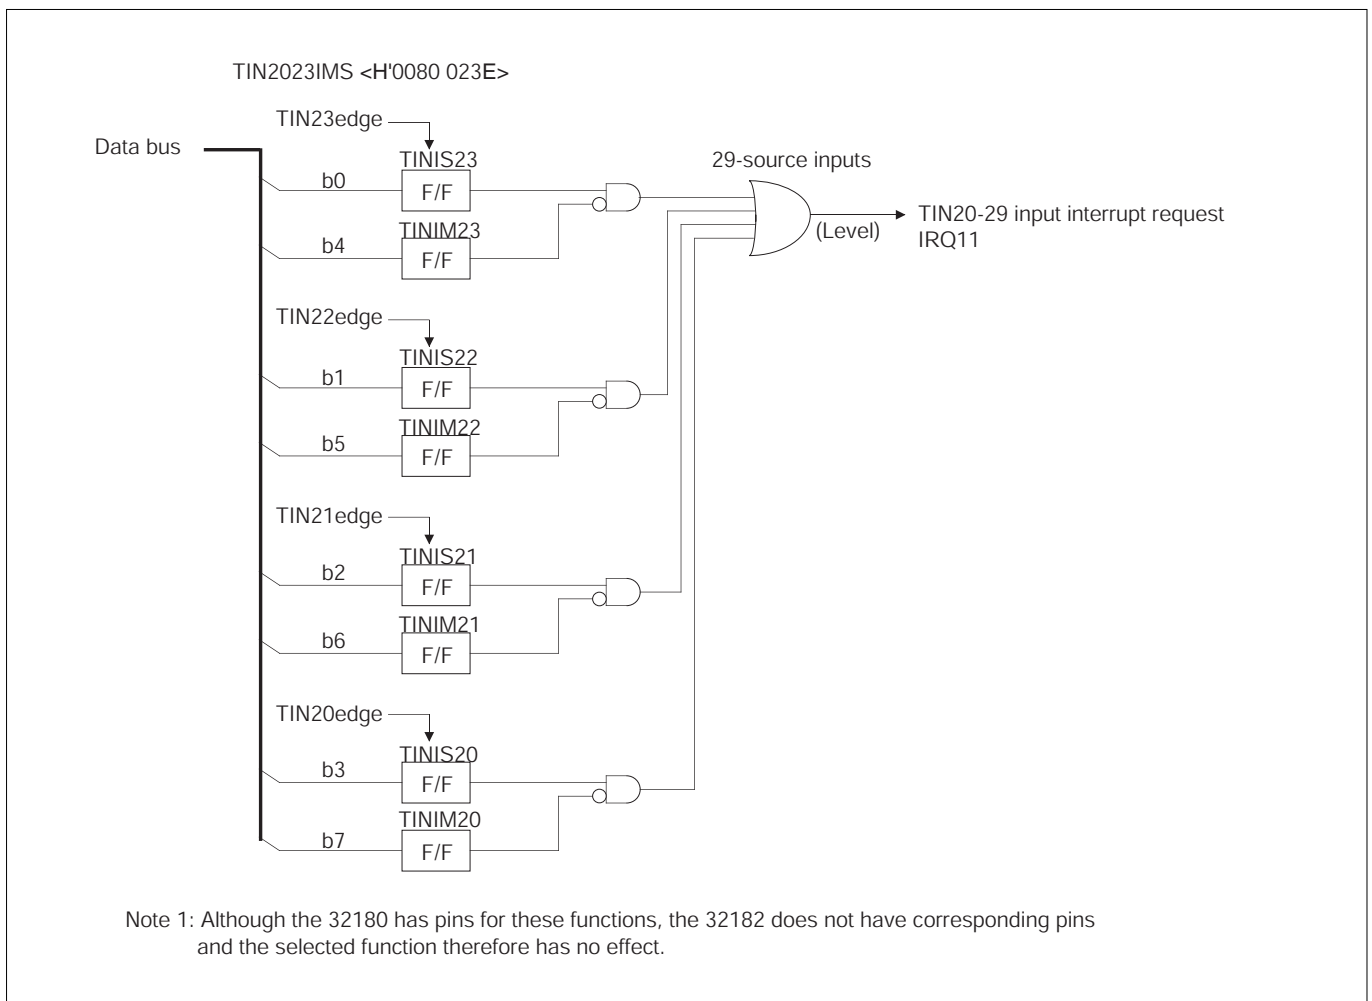 TIN2023IMS <H'0080 023E>
TIN23edge
Data bus
TINIS23
29-source inputs
b0
F/F
TIN20-29 input interrupt request
(Level)
IRQ11
TINIM23
b4
F/F
TIN22edge
TINIS22
b1
F/F
TINIM22
b5
F/F
TIN21edge
TINIS21
b2
F/F
TINIM21
b6
F/F
TIN20edge
TINIS20
b3
F/F
TINIM20
b7
F/F
Note 1: Although the 32180 has pins for these functions, the 32182 does not have corresponding pins
and the selected function therefore has no effect.